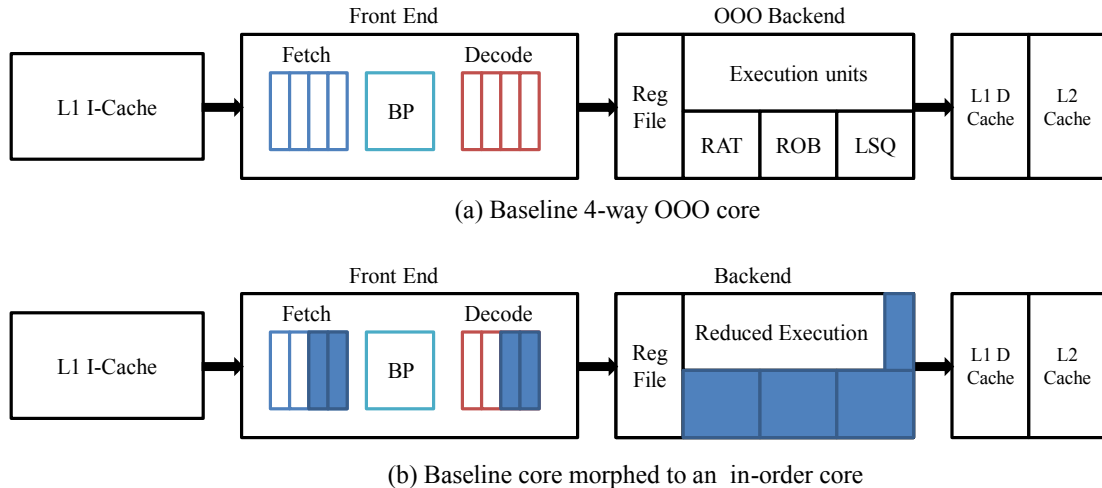 Front End
OOO Backend
L1 I-Cache
Fetch
BP
Decode
Reg
File
Execution units
RAT
ROB
LSQ
L1 D
Cache
L2
Cache
(a) Baseline 4-way OOO core
Front End
Backend
L1 I-Cache
Fetch
BP
Decode
Reg
File
Reduced Execution
L1 D
Cache
L2
Cache
(b) Baseline core morphed to an in-order core